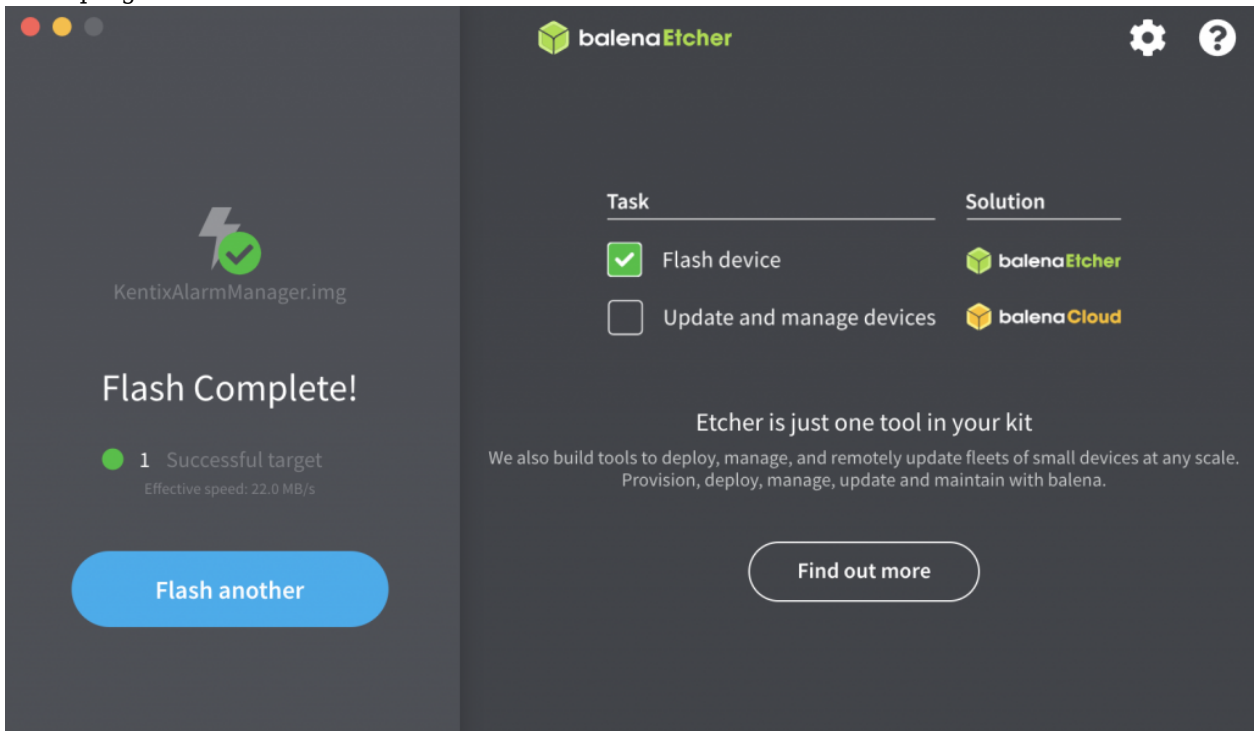 balenaEtcher
KentixAlarmManager.img
Flash Complete!
1 Successful target
Effective speed: 22.0 MB/s
Flash another
Task Solution
Flash device balenaEtcher
Update and manage devices balenaCloud
Etcher is just one tool in your kit
We also build tools to deploy, manage, and remotely update fleets of small devices at any scale.
Provision, deploy, manage, update and maintain with balena.
Find out more